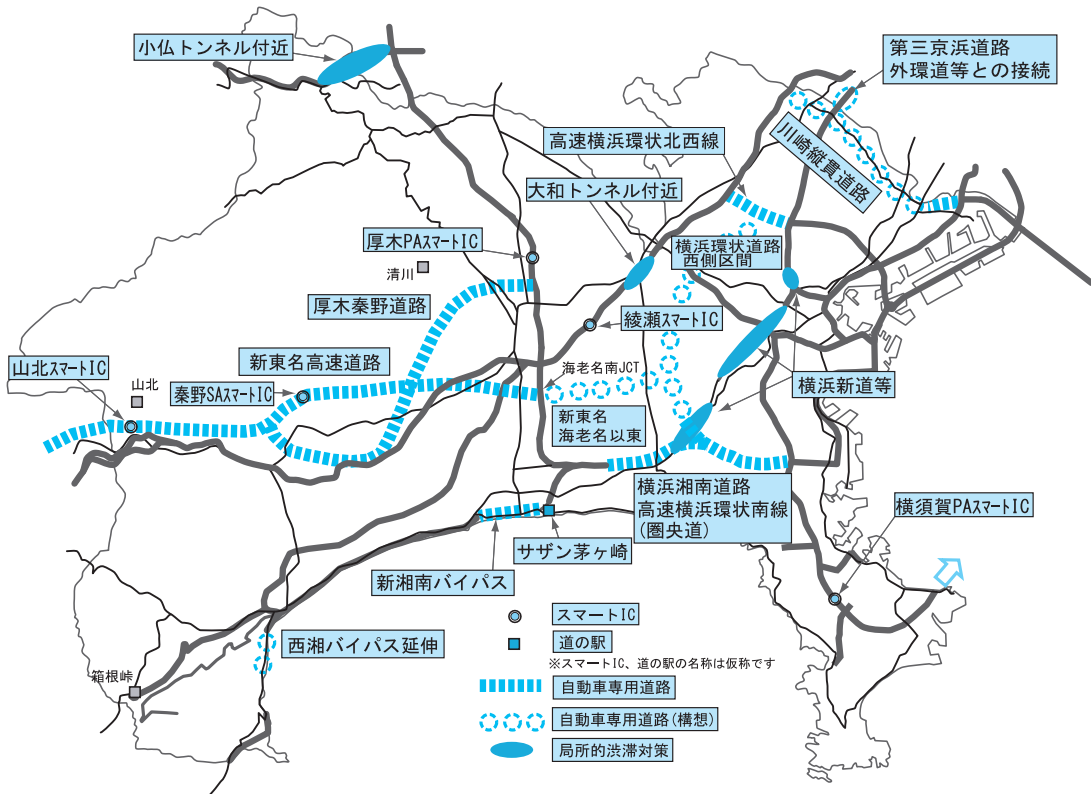 小仏トンネル付近
第三京浜道路
外環道等との接続
高速横浜環状北西線
川崎縦貫道路
大和トンネル付近
厚木PAスマートIC
清川
横浜環状道路
西側区間
厚木秦野道路
綾瀬スマートIC
新東名高速道路
山北スマートIC
山北
秦野SAスマートIC
海老名南JCT
横浜新道等
新東名
海老名以東
横浜湘南道路
高速横浜環状南線
(圏央道)
横須賀PAスマートIC
サザン茅ヶ崎
新湘南バイパス
西湘バイパス延伸
箱根峠
スマートIC
道の駅
※スマートIC、道の駅の名称は仮称です
自動車専用道路
自動車専用道路(構想)
局所的渋滞対策